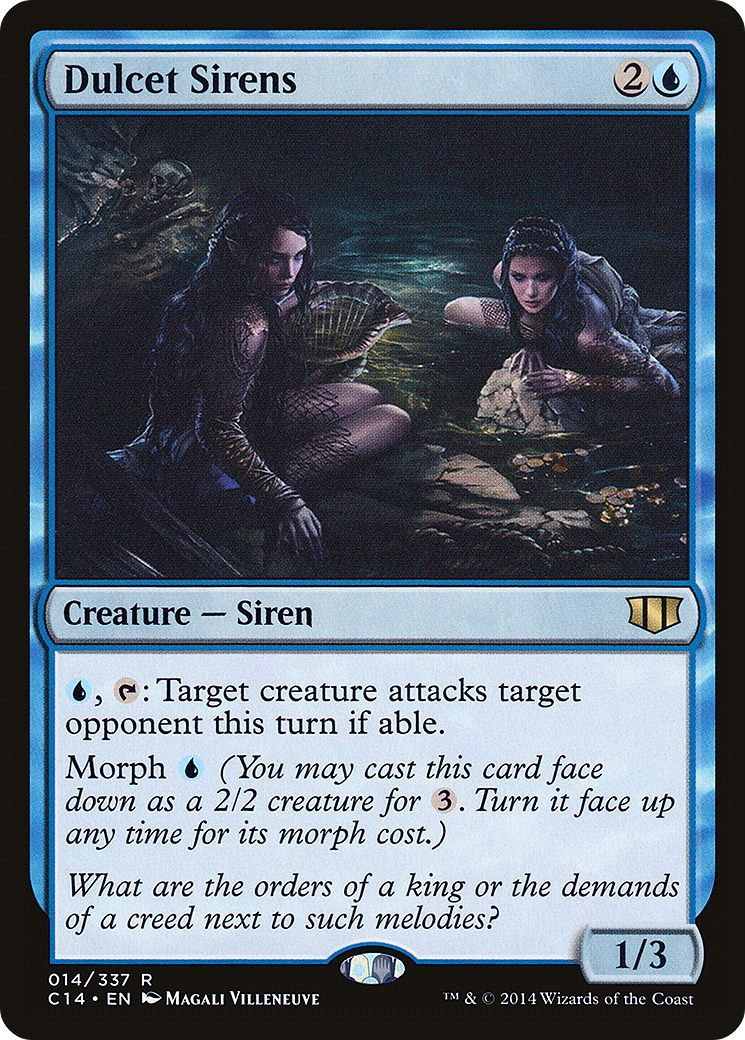 Dulcet Sirens 2
Creature — Siren
, : Target creature attacks target
opponent this turn if able.
Morph (You may cast this card face
down as a 2/2 creature for 3. Turn it face up
any time for its morph cost.)
What are the orders of a king or the demands
of a creed next to such melodies?
1/3
014/337 R
C14 • EN Magali Villeneuve
™ & © 2014 Wizards of the Coast